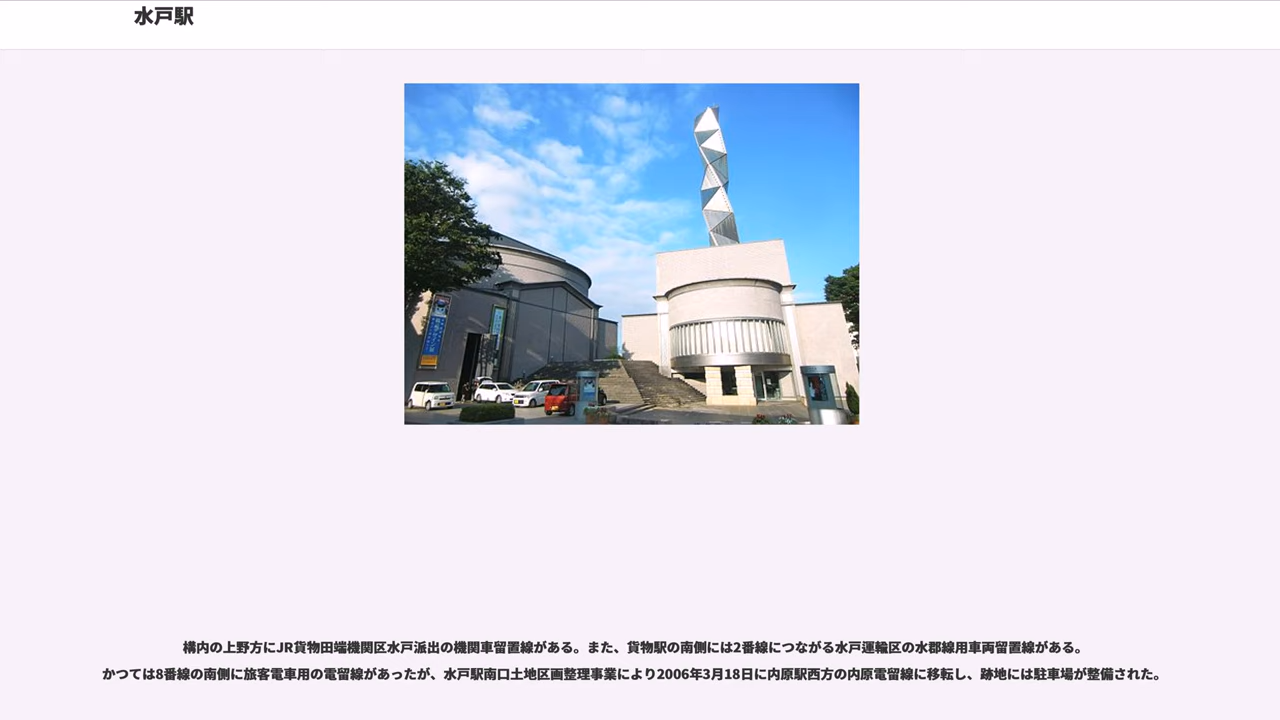 水戸駅
構内の上野方にJR貨物田端機関区水戸派出の機関車留置線がある。また、貨物駅の南側には2番線につながる水戸運輸区の水郡線用車両留置線がある。
かつては8番線の南側に旅客電車用の電留線があったが、水戸駅南口土地区画整理事業により2006年3月18日に内原駅西方の内原電留線に移転し、跡地には駐車場が整備された。